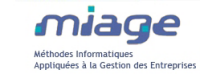 miage
Méthodes Informatiques
Appliquées à la Gestion des Entreprises